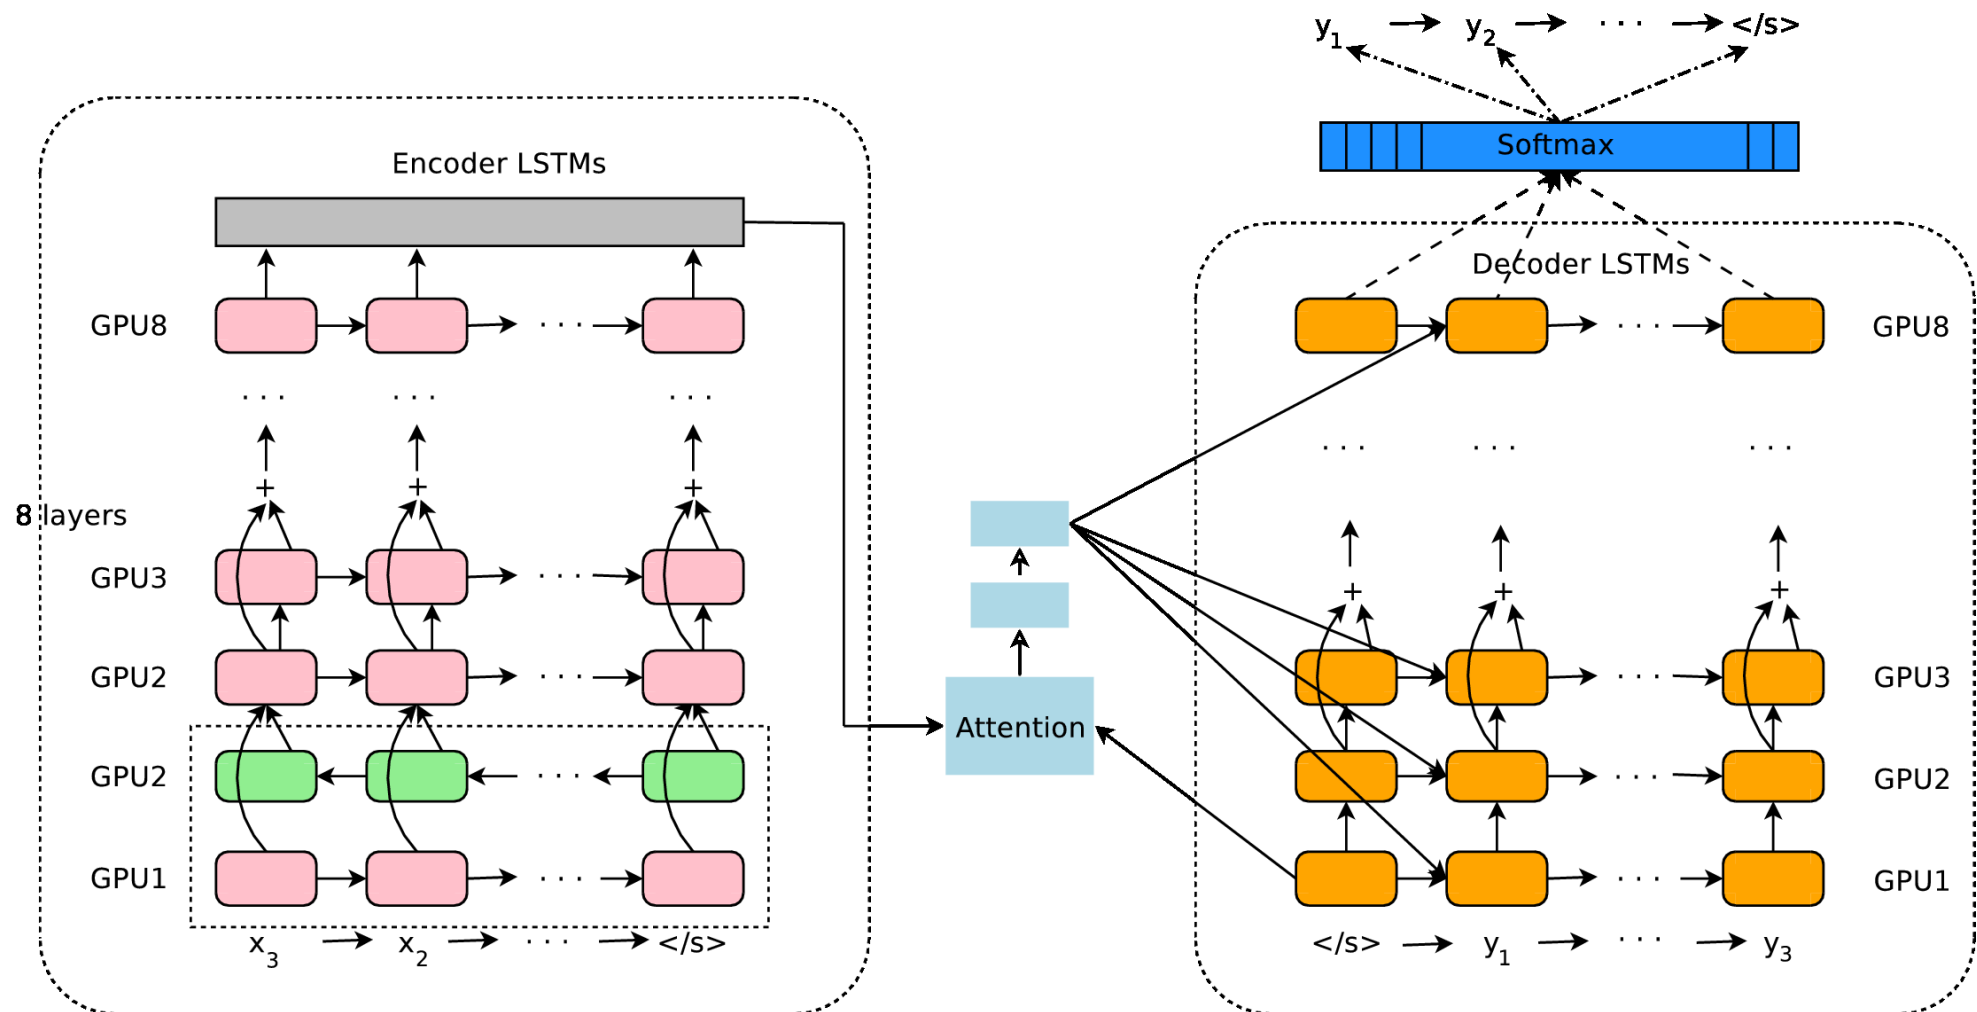 y1 → y2 → ... → </s>
Softmax
Encoder LSTMs
Decoder LSTMs
GPU8
GPU8
. . .
. . .
. . .
. . .
. . .
. . .
+
+
+
8 layers
GPU3
+
+
+
GPU2
GPU3
Attention
GPU2
GPU2
GPU1
GPU1
x3 → x2 → ... → </s>
</s> → y1 → ... → y3